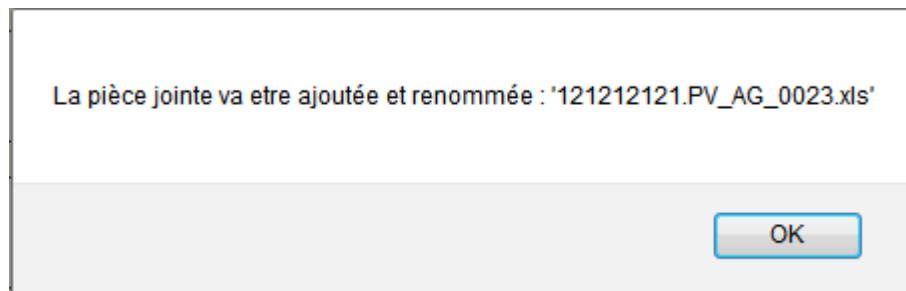 La pièce jointe va etre ajoutée et renommée : '121212121.PV_AG_0023.xls'
OK